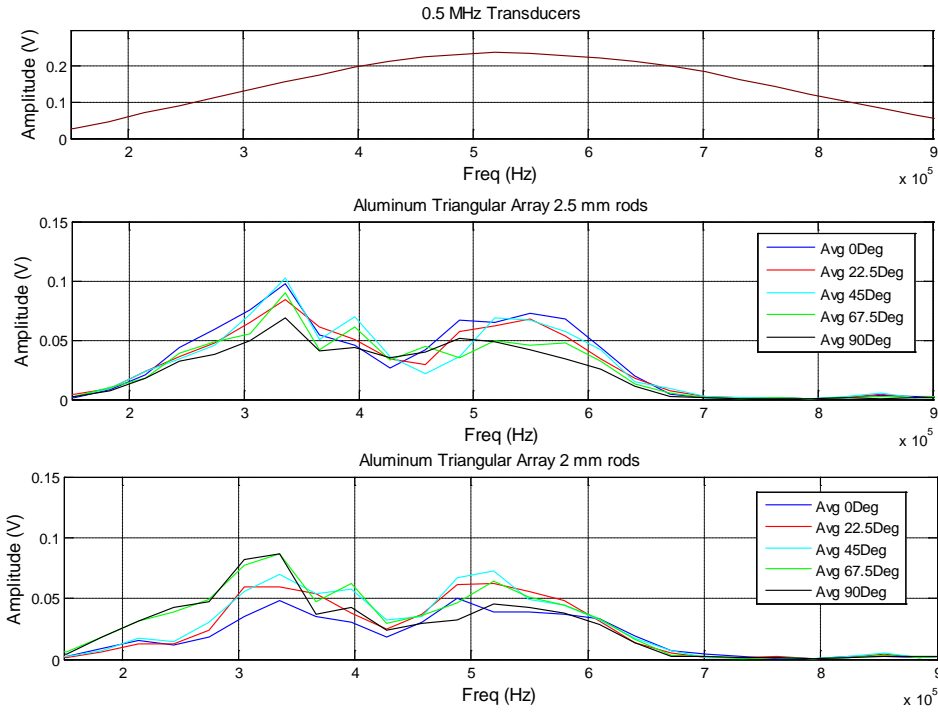 0.5 MHz Transducers
Amplitude (V)
0.2
0.1
0
2 3 4 5 6 7 8 9
Freq (Hz)
x 10^5
Aluminum Triangular Array 2.5 mm rods
Amplitude (V)
0.15
0.1
0.05
0
Avg 0Deg
Avg 22.5Deg
Avg 45Deg
Avg 67.5Deg
Avg 90Deg
2 3 4 5 6 7 8 9
Freq (Hz)
x 10^5
Aluminum Triangular Array 2 mm rods
Amplitude (V)
0.15
0.1
0.05
0
Avg 0Deg
Avg 22.5Deg
Avg 45Deg
Avg 67.5Deg
Avg 90Deg
2 3 4 5 6 7 8 9
Freq (Hz)
x 10^5